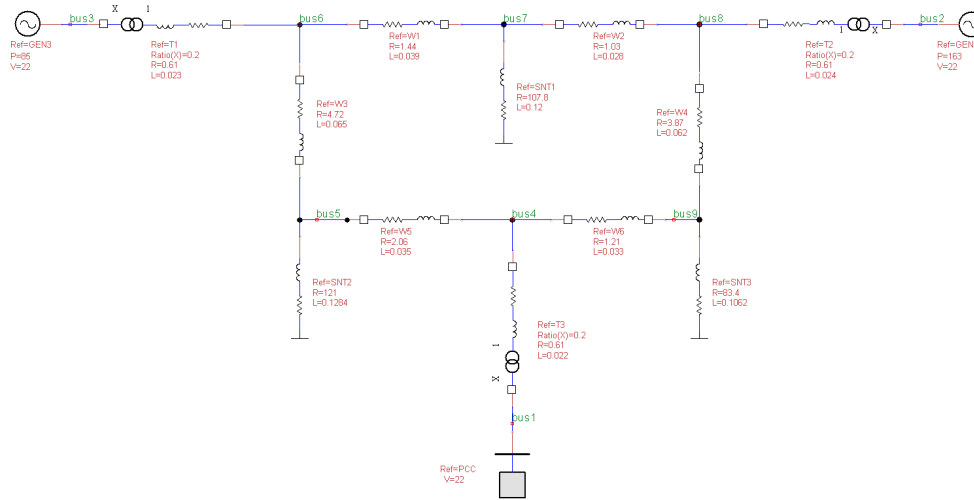 bus3
X
1
Ref=GEN3
P=85
V=22
Ref=T1
Ratio(X)=0.2
R=0.61
L=0.023
bus6
Ref=W1
R=1.44
L=0.039
bus7
Ref=W2
R=1.03
L=0.028
bus8
1
X
Ref=T2
Ratio(X)=0.2
R=0.61
L=0.024
bus2
Ref=GEN
P=163
V=22
Ref=W3
R=4.72
L=0.065
Ref=SNT1
R=107.8
L=0.12
Ref=W4
R=3.87
L=0.062
bus5
Ref=W5
R=2.06
L=0.035
bus4
Ref=W6
R=1.21
L=0.033
bus9
Ref=SNT2
R=121
L=0.1284
Ref=SNT3
R=83.4
L=0.1062
1
X
Ref=T3
Ratio(X)=0.2
R=0.61
L=0.022
bus1
Ref=PCC
V=22